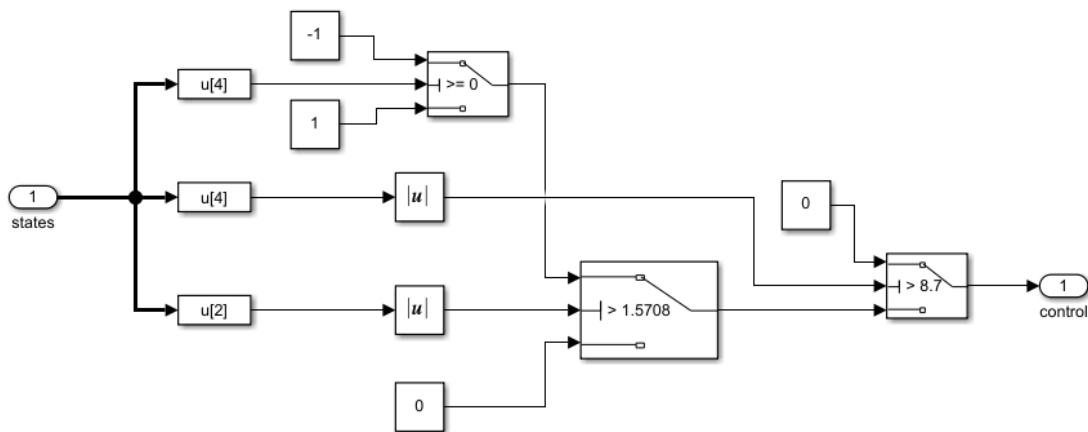 -1
u[4]
>= 0
1
1
states
u[4]
|u|
0
u[2]
|u|
> 1.5708
> 8.7
1
control
0